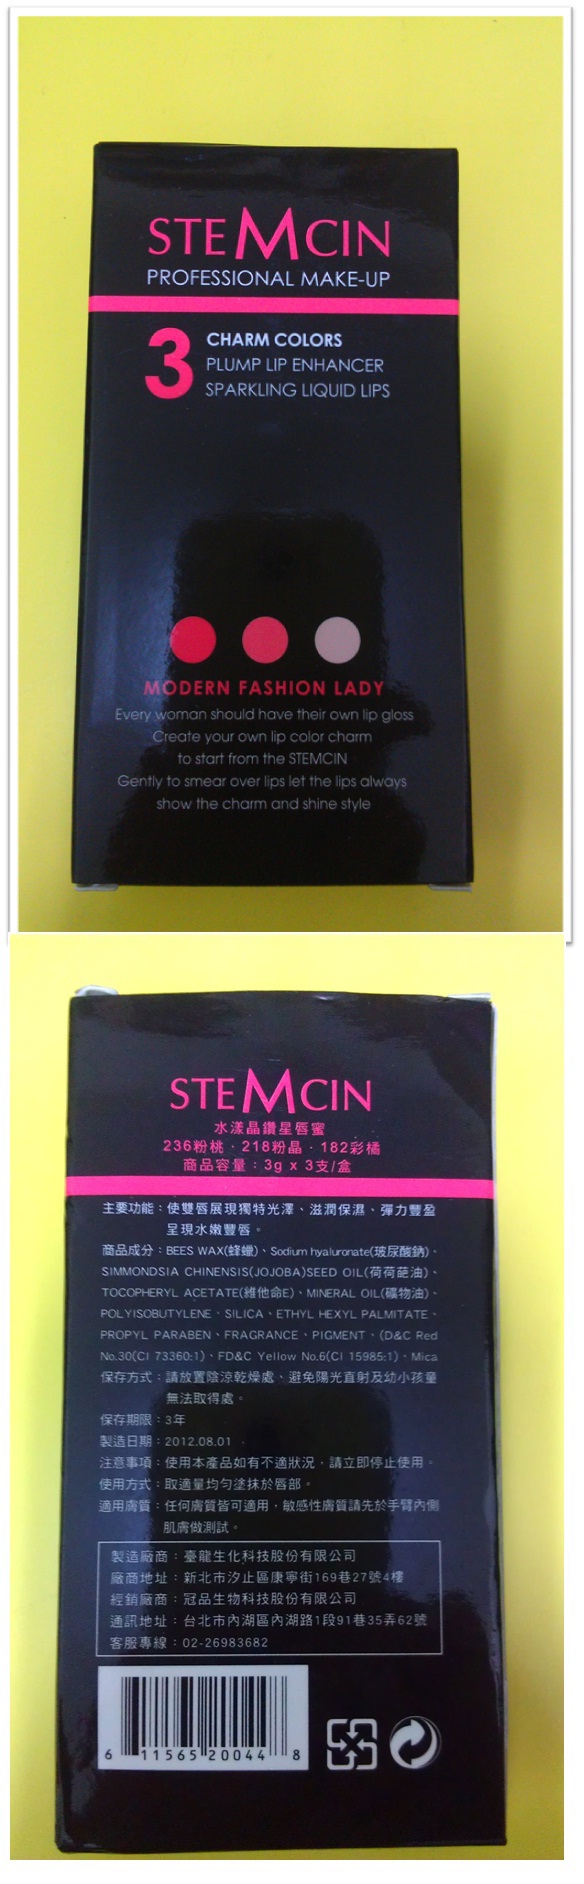 STEMCIN
PROFESSIONAL MAKE-UP
3 CHARM COLORS
PLUMP LIP ENHANCER
SPARKLING LIQUID LIPS
MODERN FASHION LADY
Every woman should have their own lip gloss
Create your own lip color charm
to start from the STEMCIN
Gently to smear over lips let the lips always
show the charm and shine style
STEMCIN
水漾晶鑽星唇蜜
236粉桃．218粉晶．182彩橘
商品容量：3g x 3支/盒
主要功能：使雙唇展現獨特光澤、滋潤保濕、彈力豐盈
呈現水嫩豐唇。
商品成分：BEES WAX(蜂蠟)、Sodium hyaluronate(玻尿酸鈉)、
SIMMONDSIA CHINENSIS(JOJOBA)SEED OIL(荷荷葩油)、
TOCOPHERYL ACETATE(維他命E)、MINERAL OIL(礦物油)、
POLYISOBUTYLENE、SILICA、ETHYL HEXYL PALMITATE、
PROPYL PARABEN、FRAGRANCE、PIGMENT、(D&C Red
No.30(CI 73360:1)、FD&C Yellow No.6(CI 15985:1)、Mica
保存方式：請放置陰涼乾燥處、避免陽光直射及幼小孩童
無法取得處。
保存期限：3年
製造日期：2012.08.01
注意事項：使用本產品如有不適狀況，請立即停止使用。
使用方式：取適量均勻塗抹於唇部。
適用膚質：任何膚質皆可適用，敏感性膚質請先於手臂內側
肌膚做測試。
製造廠商：臺龍生化科技股份有限公司
廠商地址：新北市汐止區康寧街169巷27號4樓
經銷廠商：冠品生物科技股份有限公司
通訊地址：台北市內湖區內湖路1段91巷35弄62號
客服專線：02-26983682
6 11565 20044 8